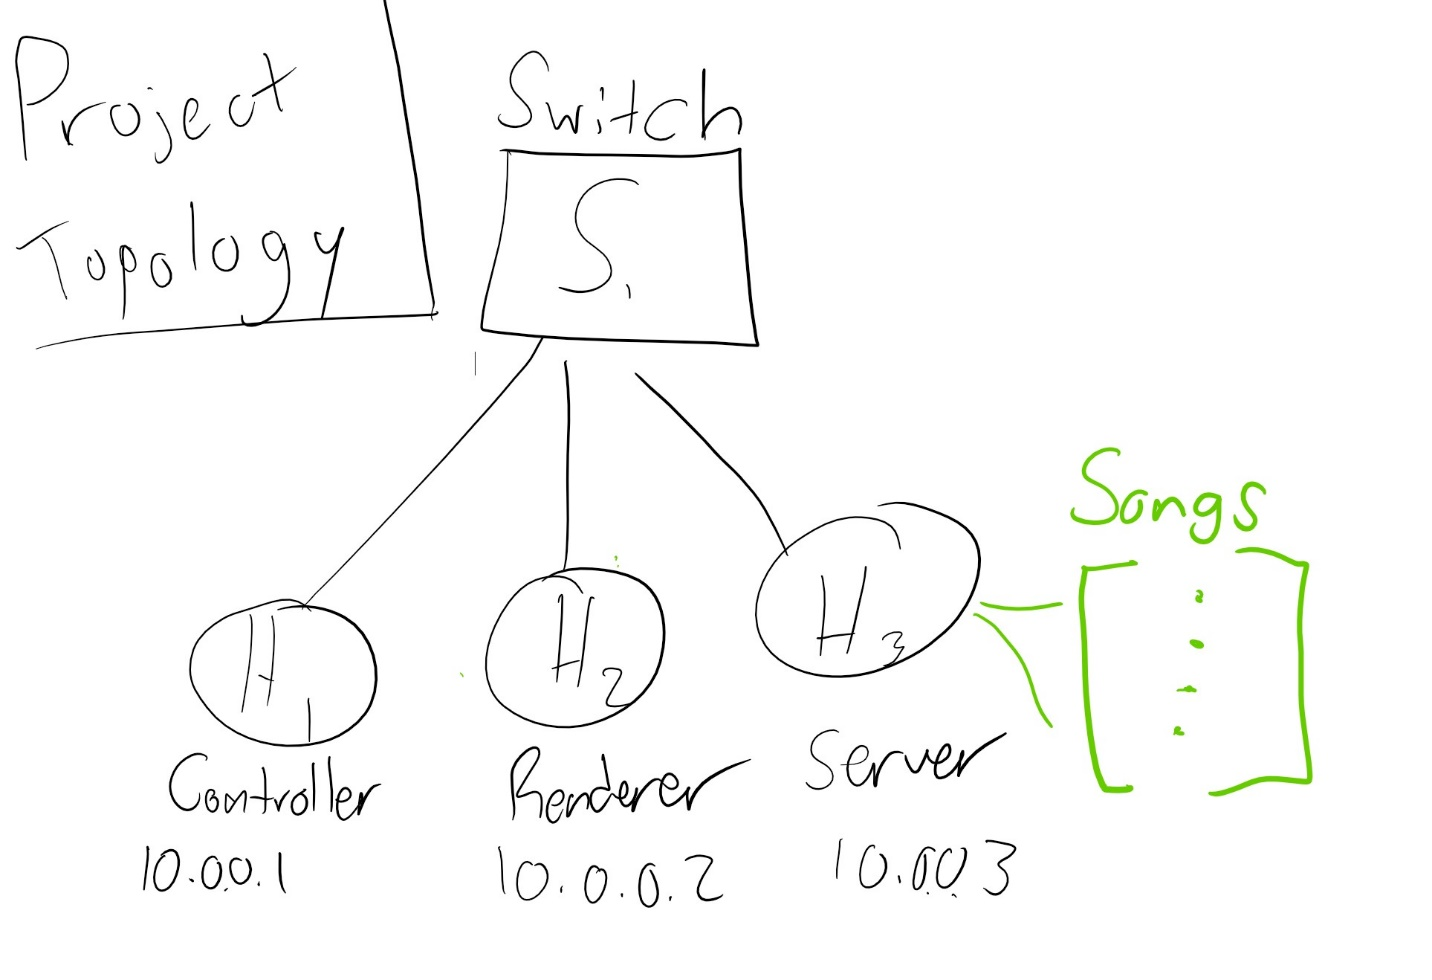 Project
Topology
Switch
S1
H1
H2
H3
Songs
Controller
Renderer
Server
10.0.0.1
10.0.0.2
10.0.0.3